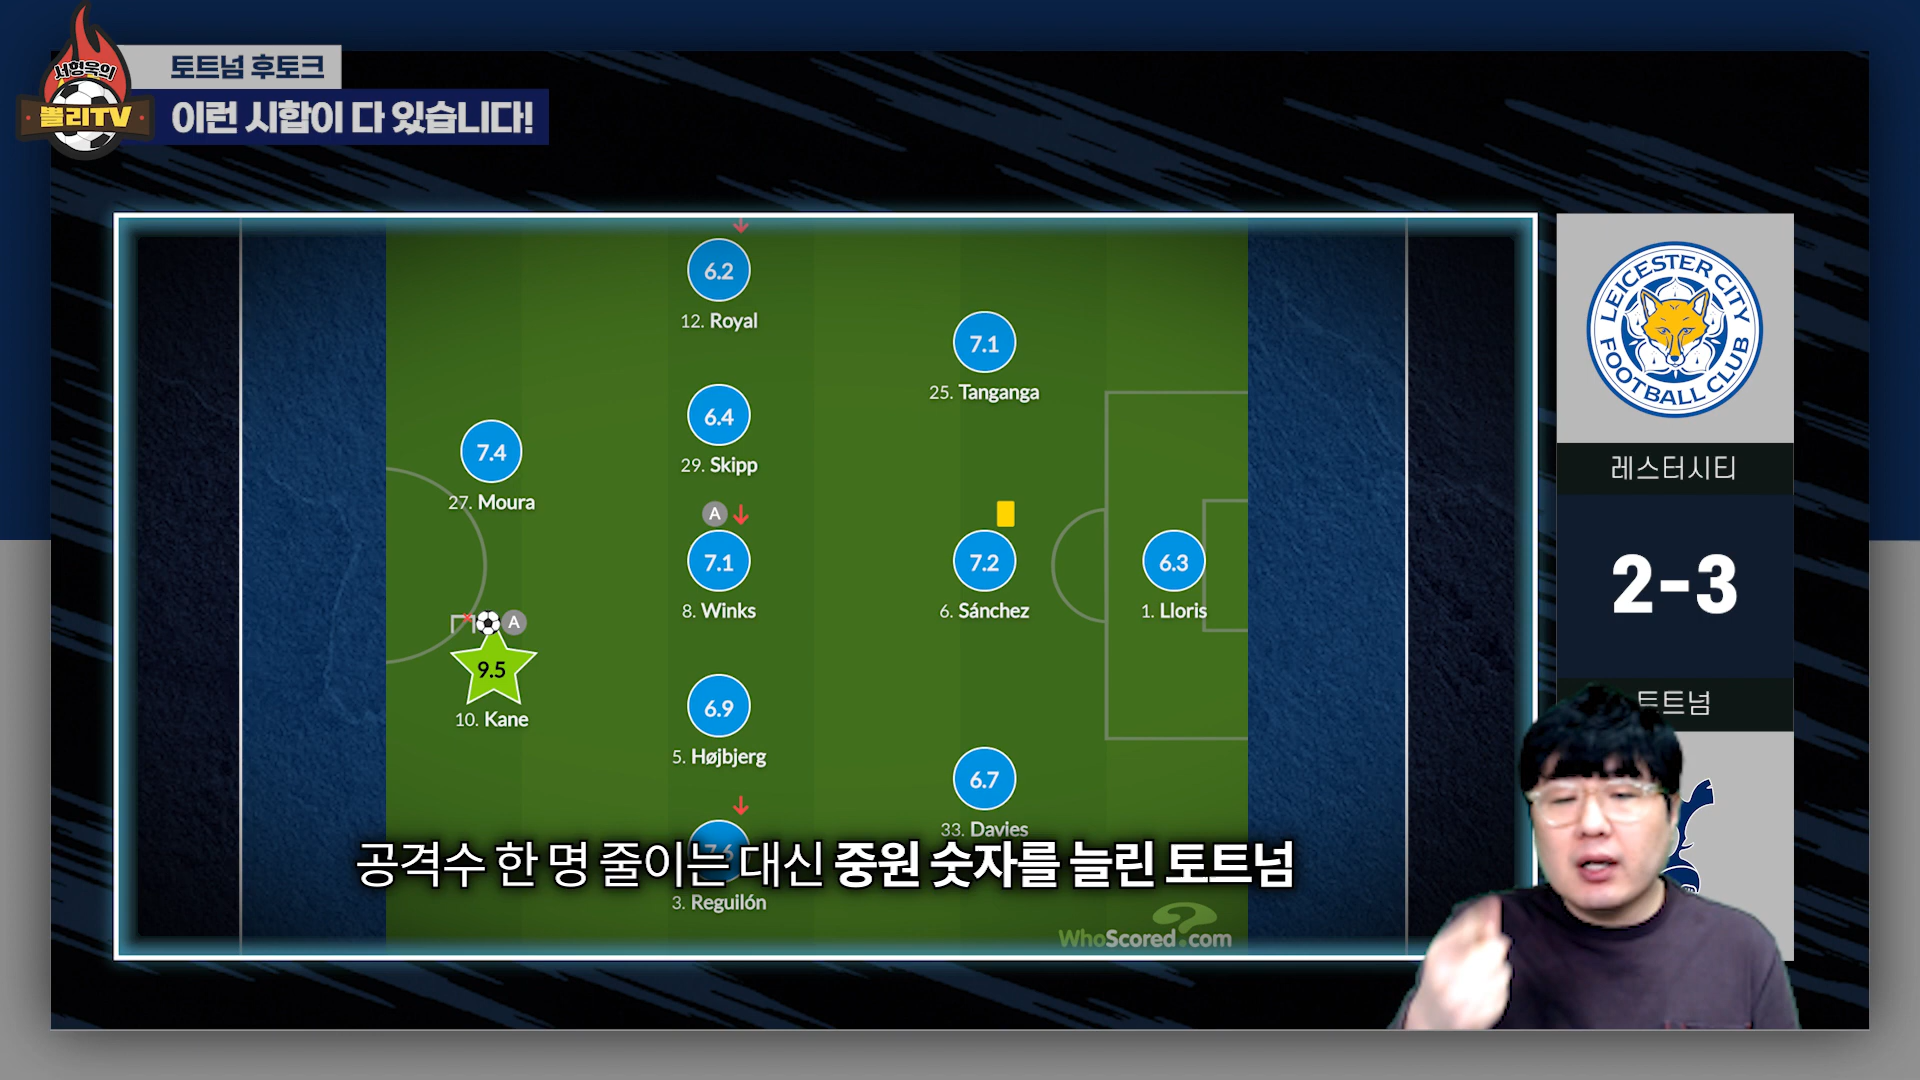 서형욱의
뽈리TV
토트넘 후토크
이런 시합이 다 있습니다!
6.2
12. Royal
7.1
25. Tanganga
6.4
29. Skipp
7.4
27. Moura
A
7.1
8. Winks
7.2
6. Sánchez
6.3
1. Lloris
A
9.5
10. Kane
6.9
5. Højbjerg
6.7
33. Davies
7.6
3. Reguilón
공격수 한 명 줄이는 대신 중원 숫자를 늘린 토트넘
WhoScored.com
LEICESTER CITY
FOOTBALL CLUB
레스터시티
2-3
토트넘